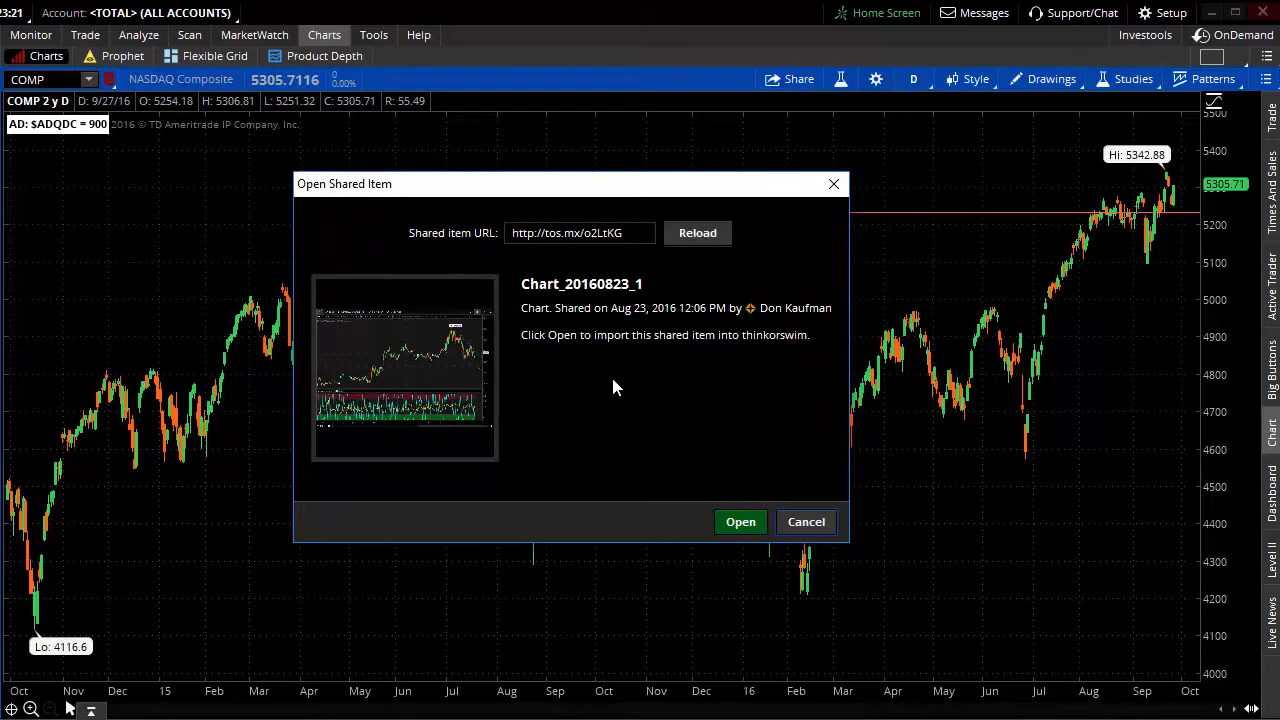 :21 Account: <TOTAL> (ALL ACCOUNTS) Home Screen Messages Support/Chat Setup
Monitor Trade Analyze Scan MarketWatch Charts Tools Help Investools OnDemand
Charts Prophet Flexible Grid Product Depth
COMP NASDAQ Composite 5305.7116 0 0.00% Share D Style Drawings Studies Patterns
COMP 2 y D D: 9/27/16 O: 5254.18 H: 5306.81 L: 5251.32 C: 5305.71 R: 55.49
AD: $ADQDC = 900 2016 © TD Ameritrade IP Company, Inc.
Hi: 5342.88
5305.71
Open Shared Item
Shared item URL: http://tos.mx/o2LtKG Reload
Chart_20160823_1
Chart. Shared on Aug 23, 2016 12:06 PM by Don Kaufman
Click Open to import this shared item into thinkorswim.
Open Cancel
Lo: 4116.6
5500
5400
5200
5100
5000
4900
4800
4700
4600
4500
4400
4300
4200
4100
4000
Oct Nov Dec 15 Feb Mar Apr May Jun Jul Aug Sep Oct Nov Dec 16 Feb Mar Apr May Jun Jul Aug Sep Oct
Trade
Times And Sales
Active Trader
Big Buttons
Chart
Dashboard
Level II
Live News